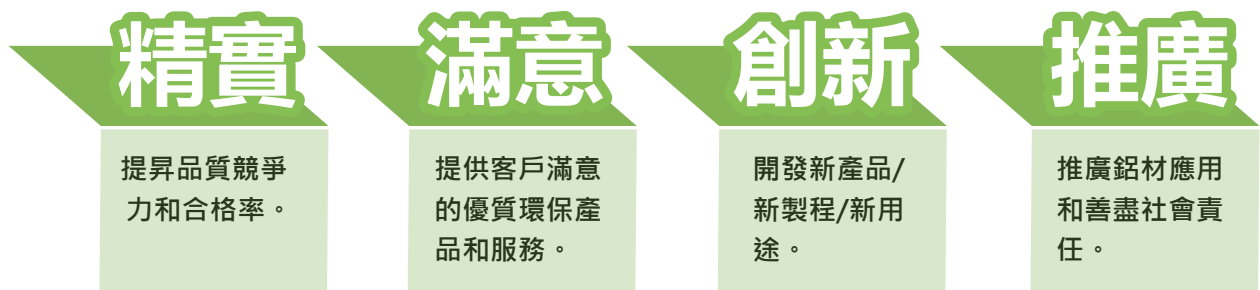 精實
提昇品質競爭
力和合格率。
滿意
提供客戶滿意
的優質環保產
品和服務。
創新
開發新產品/
新製程/新用
途。
推廣
推廣鋁材應用
和善盡社會責
任。